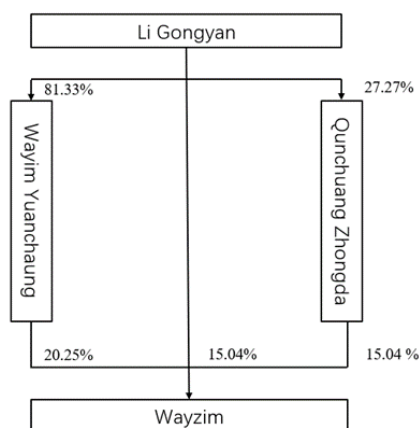 Li Gongyan
81.33%
27.27%
Wayim Yuanchaung
Qunchuang Zhongda
20.25%
15.04%
15.04 %
Wayzim